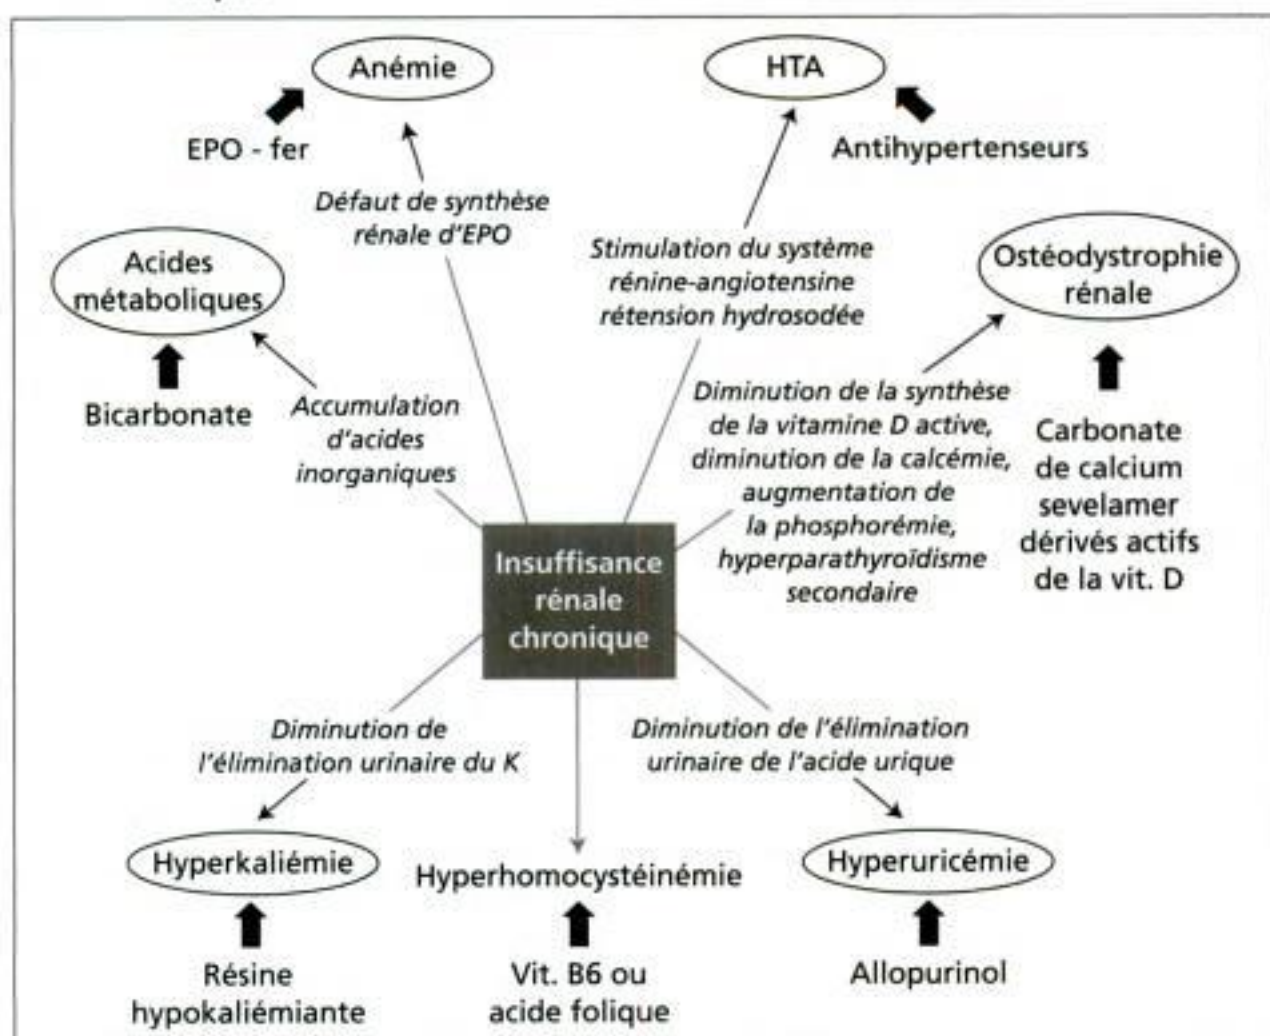 Anémie
HTA
EPO - fer
Antihypertenseurs
Défaut de synthèse
rénale d'EPO
Stimulation du système
rénine-angiotensine
rétension hydrosodée
Acides
métaboliques
Ostéodystrophie
rénale
Bicarbonate
Accumulation
d'acides
inorganiques
Diminution de la synthèse
de la vitamine D active,
diminution de la calcémie,
augmentation de
la phosphorémie,
hyperparathyroïdisme
secondaire
Carbonate
de calcium
sevelamer
dérivés actifs
de la vit. D
Insuffisance
rénale
chronique
Diminution de
l'élimination urinaire du K
Diminution de l'élimination
urinaire de l'acide urique
Hyperkaliémie
Hyperhomocystéinémie
Hyperuricémie
Résine
hypokaliémiante
Vit. B6 ou
acide folique
Allopurinol